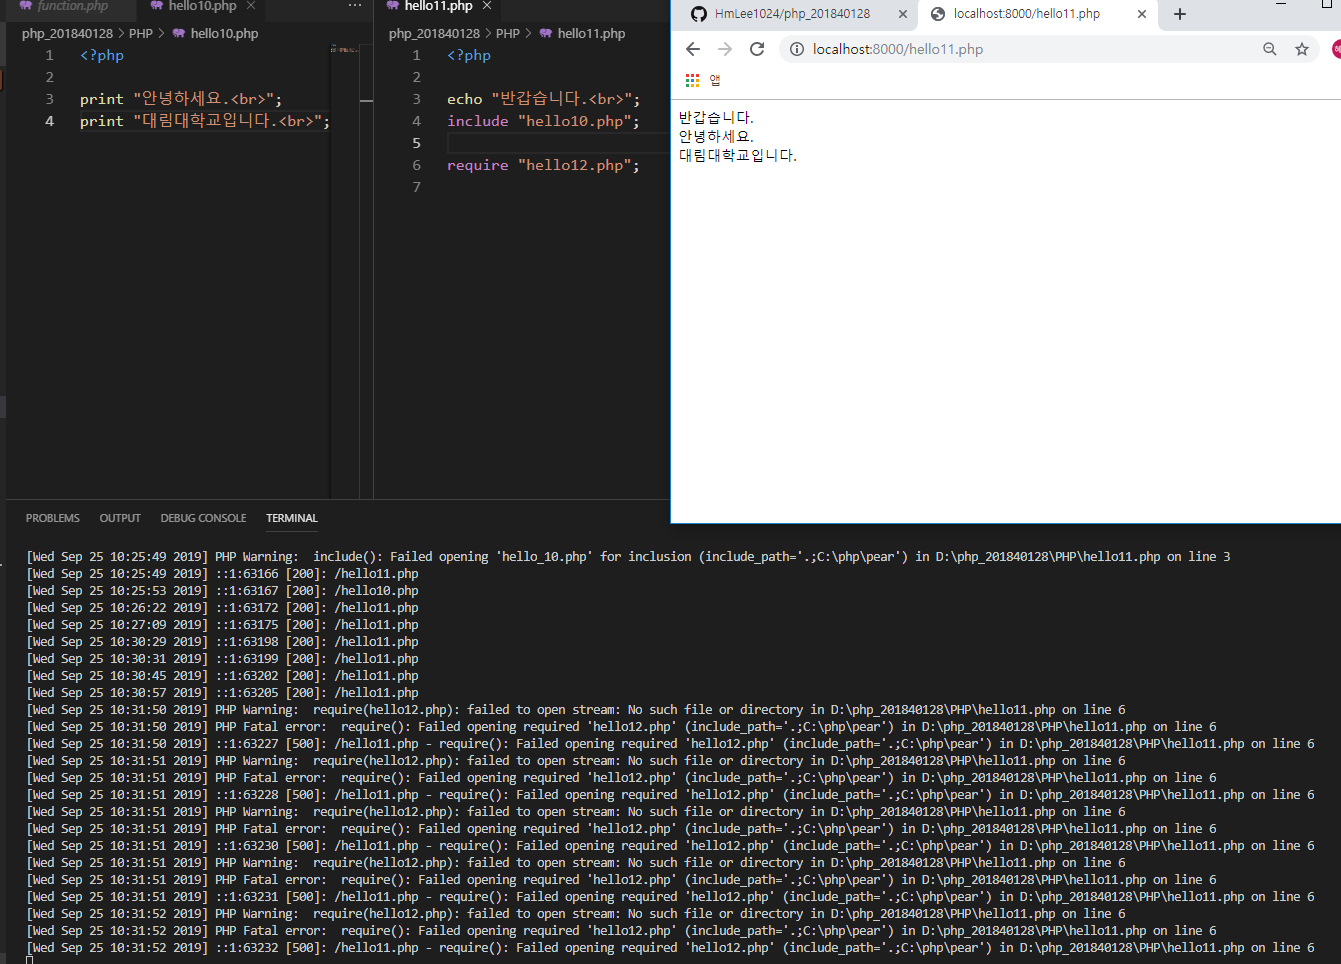 function.php
hello10.php
php_201840128 > PHP > hello10.php
1 <?php
2
3 print "안녕하세요.<br>";
4 print "대림대학교입니다.<br>";
hello11.php
php_201840128 > PHP > hello11.php
1 <?php
2
3 echo "반갑습니다.<br>";
4 include "hello10.php";
5
6 require "hello12.php";
7
HmLee1024/php_201840128
localhost:8000/hello11.php
localhost:8000/hello11.php
앱
반갑습니다.
안녕하세요.
대림대학교입니다.
PROBLEMS OUTPUT DEBUG CONSOLE TERMINAL
[Wed Sep 25 10:25:49 2019] PHP Warning:  include(): Failed opening 'hello_10.php' for inclusion (include_path='.;C:\php\pear') in D:\php_201840128\PHP\hello11.php on line 3
[Wed Sep 25 10:25:49 2019] ::1:63166 [200]: /hello11.php
[Wed Sep 25 10:25:53 2019] ::1:63167 [200]: /hello10.php
[Wed Sep 25 10:26:22 2019] ::1:63172 [200]: /hello11.php
[Wed Sep 25 10:27:09 2019] ::1:63175 [200]: /hello11.php
[Wed Sep 25 10:30:29 2019] ::1:63198 [200]: /hello11.php
[Wed Sep 25 10:30:31 2019] ::1:63199 [200]: /hello11.php
[Wed Sep 25 10:30:45 2019] ::1:63202 [200]: /hello11.php
[Wed Sep 25 10:30:57 2019] ::1:63205 [200]: /hello11.php
[Wed Sep 25 10:31:50 2019] PHP Warning:  require(hello12.php): failed to open stream: No such file or directory in D:\php_201840128\PHP\hello11.php on line 6
[Wed Sep 25 10:31:50 2019] PHP Fatal error:  require(): Failed opening required 'hello12.php' (include_path='.;C:\php\pear') in D:\php_201840128\PHP\hello11.php on line 6
[Wed Sep 25 10:31:50 2019] ::1:63227 [500]: /hello11.php - require(): Failed opening required 'hello12.php' (include_path='.;C:\php\pear') in D:\php_201840128\PHP\hello11.php on line 6
[Wed Sep 25 10:31:51 2019] PHP Warning:  require(hello12.php): failed to open stream: No such file or directory in D:\php_201840128\PHP\hello11.php on line 6
[Wed Sep 25 10:31:51 2019] PHP Fatal error:  require(): Failed opening required 'hello12.php' (include_path='.;C:\php\pear') in D:\php_201840128\PHP\hello11.php on line 6
[Wed Sep 25 10:31:51 2019] ::1:63228 [500]: /hello11.php - require(): Failed opening required 'hello12.php' (include_path='.;C:\php\pear') in D:\php_201840128\PHP\hello11.php on line 6
[Wed Sep 25 10:31:51 2019] PHP Warning:  require(hello12.php): failed to open stream: No such file or directory in D:\php_201840128\PHP\hello11.php on line 6
[Wed Sep 25 10:31:51 2019] PHP Fatal error:  require(): Failed opening required 'hello12.php' (include_path='.;C:\php\pear') in D:\php_201840128\PHP\hello11.php on line 6
[Wed Sep 25 10:31:51 2019] ::1:63230 [500]: /hello11.php - require(): Failed opening required 'hello12.php' (include_path='.;C:\php\pear') in D:\php_201840128\PHP\hello11.php on line 6
[Wed Sep 25 10:31:51 2019] PHP Warning:  require(hello12.php): failed to open stream: No such file or directory in D:\php_201840128\PHP\hello11.php on line 6
[Wed Sep 25 10:31:51 2019] PHP Fatal error:  require(): Failed opening required 'hello12.php' (include_path='.;C:\php\pear') in D:\php_201840128\PHP\hello11.php on line 6
[Wed Sep 25 10:31:51 2019] ::1:63231 [500]: /hello11.php - require(): Failed opening required 'hello12.php' (include_path='.;C:\php\pear') in D:\php_201840128\PHP\hello11.php on line 6
[Wed Sep 25 10:31:52 2019] PHP Warning:  require(hello12.php): failed to open stream: No such file or directory in D:\php_201840128\PHP\hello11.php on line 6
[Wed Sep 25 10:31:52 2019] PHP Fatal error:  require(): Failed opening required 'hello12.php' (include_path='.;C:\php\pear') in D:\php_201840128\PHP\hello11.php on line 6
[Wed Sep 25 10:31:52 2019] ::1:63232 [500]: /hello11.php - require(): Failed opening required 'hello12.php' (include_path='.;C:\php\pear') in D:\php_201840128\PHP\hello11.php on line 6